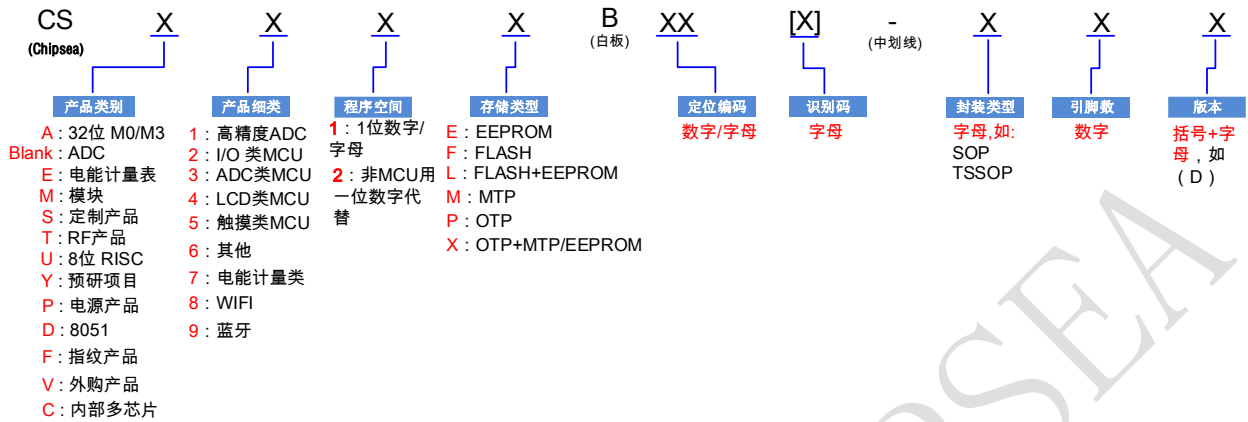 CS X X X X B XX [X] - X X X
(Chipsea) (白板) (中划线)
产品类别
A：32位 M0/M3
Blank：ADC
E：电能计量表
M：模块
S：定制产品
T：RF产品
U：8位 RISC
Y：预研项目
P：电源产品
D：8051
F：指纹产品
V：外购产品
C：内部多芯片
产品细类
1：高精度ADC
2：I/O 类MCU
3：ADC类MCU
4：LCD类MCU
5：触摸类MCU
6：其他
7：电能计量类
8：WIFI
9：蓝牙
程序空间
1：1位数字/
字母
2：非MCU用
一位数字代
替
存储类型
E：EEPROM
F：FLASH
L：FLASH+EEPROM
M：MTP
P：OTP
X：OTP+MTP/EEPROM
定位编码
数字/字母
识别码
字母
封装类型
字母,如:
SOP
TSSOP
引脚数
数字
版本
括号+字
母，如
（D）
PSEA